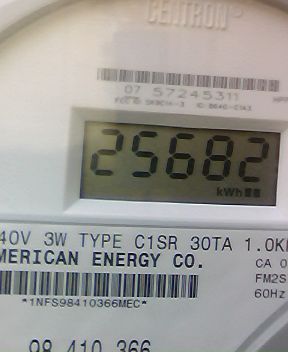 CENTRON®
07 57245311
25682
kWh
40V 3W TYPE C1SR 30TA 1.0K
MERICAN ENERGY CO.
CA 0
FM2S
60Hz
*1NFS98410366MEC*
98 410 366